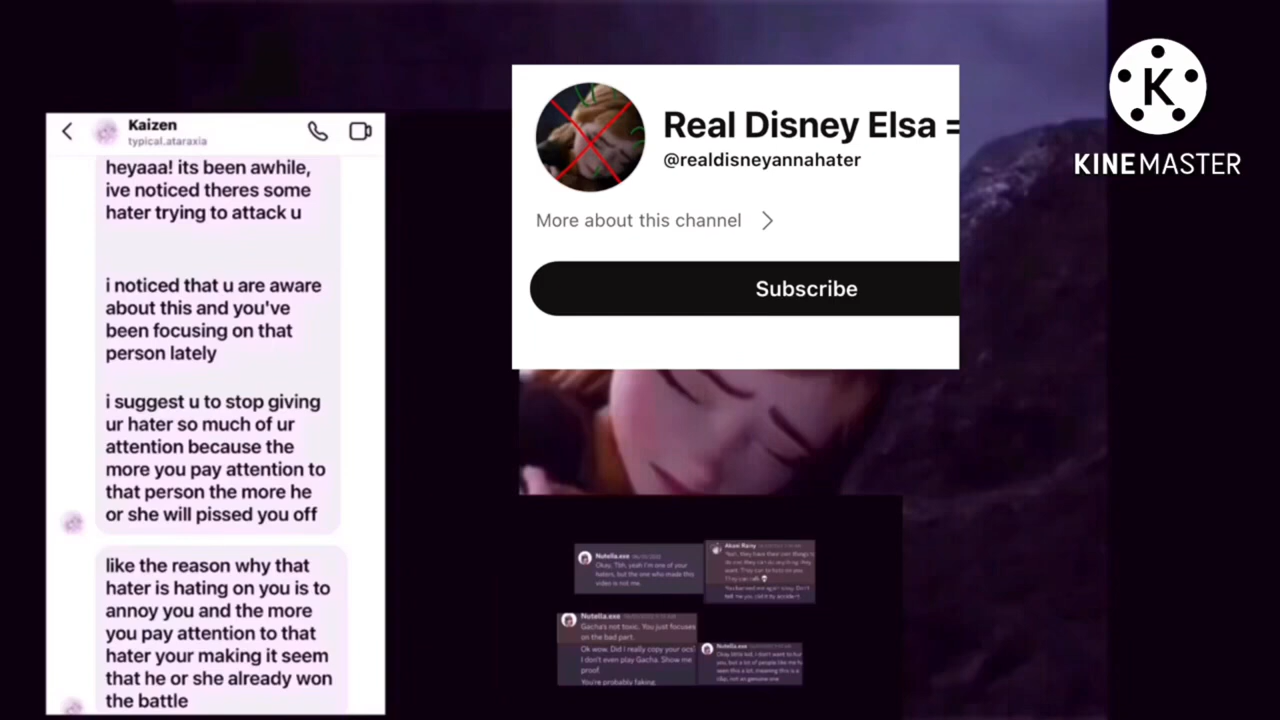 Kaizen
typical.ataraxia
heyaaa! its been awhile,
ive noticed theres some
hater trying to attack u
i noticed that u are aware
about this and you've
been focusing on that
person lately
i suggest u to stop giving
ur hater so much of ur
attention because the
more you pay attention to
that person the more he
or she will pissed you off
like the reason why that
hater is hating on you is to
annoy you and the more
you pay attention to that
hater your making it seem
that he or she already won
the battle
Real Disney Elsa =
@realdisneyannahater
More about this channel
Subscribe
K
KINEMASTER
Nutella.exe
Okay, Tbh, yeah I'm one of your
haters, but the one who made this
video is not me.
Akasi Rainy
Nutella.exe
Gacha's not toxic. You just focuses
on the bad part.
Ok wow. Did I really copy your ocs?
I don't even play Gacha. Show me
proof.
You're probably faking.
Nutella.exe